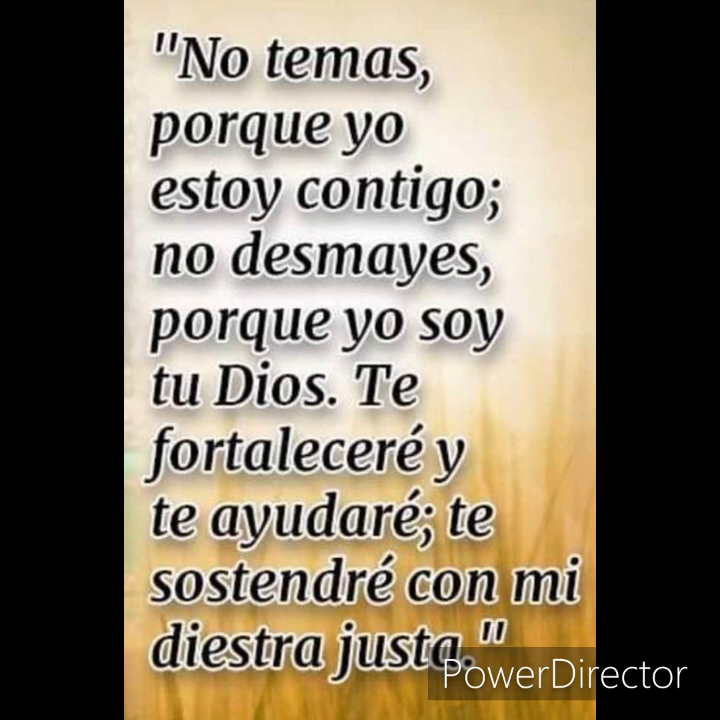 "No temas,
porque yo
estoy contigo;
no desmayes,
porque yo soy
tu Dios. Te
fortaleceré y
te ayudaré; te
sostendré con mi
diestra justa."
PowerDirector